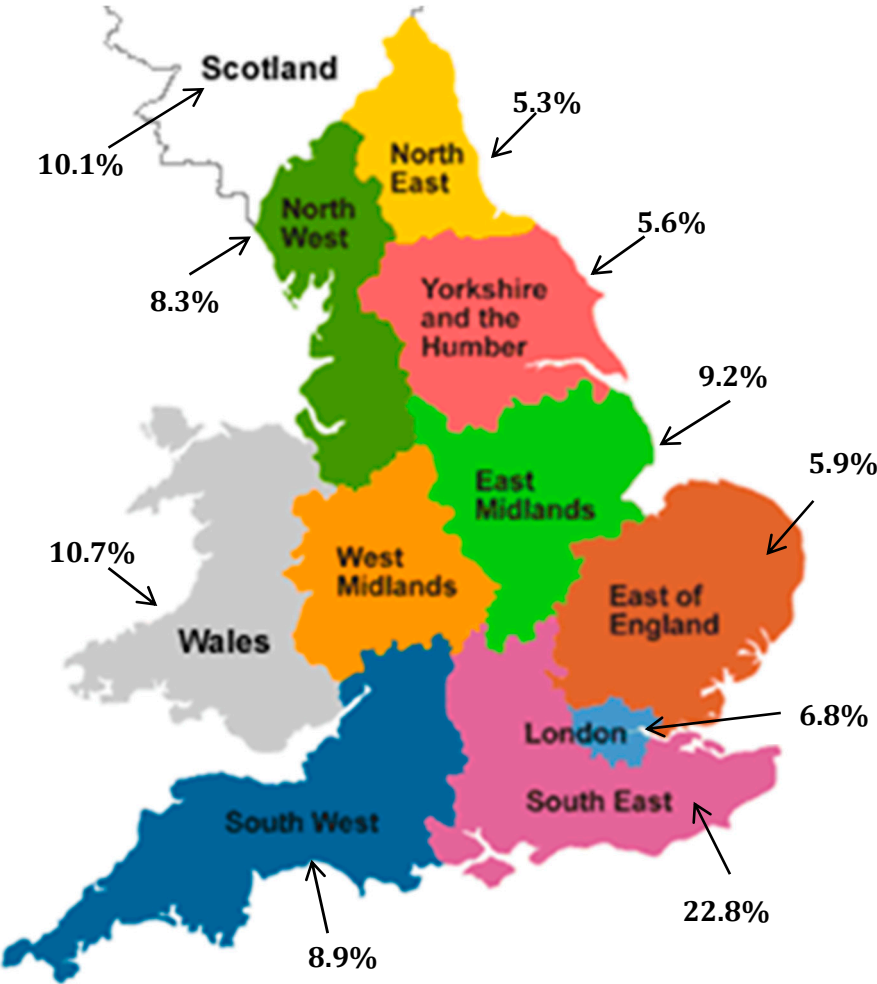 Scotland
5.3%
10.1%
North
East
North
West
5.6%
8.3%
Yorkshire
and the
Humber
9.2%
5.9%
East
Midlands
10.7%
West
Midlands
East of
England
Wales
6.8%
London
South East
South West
22.8%
8.9%